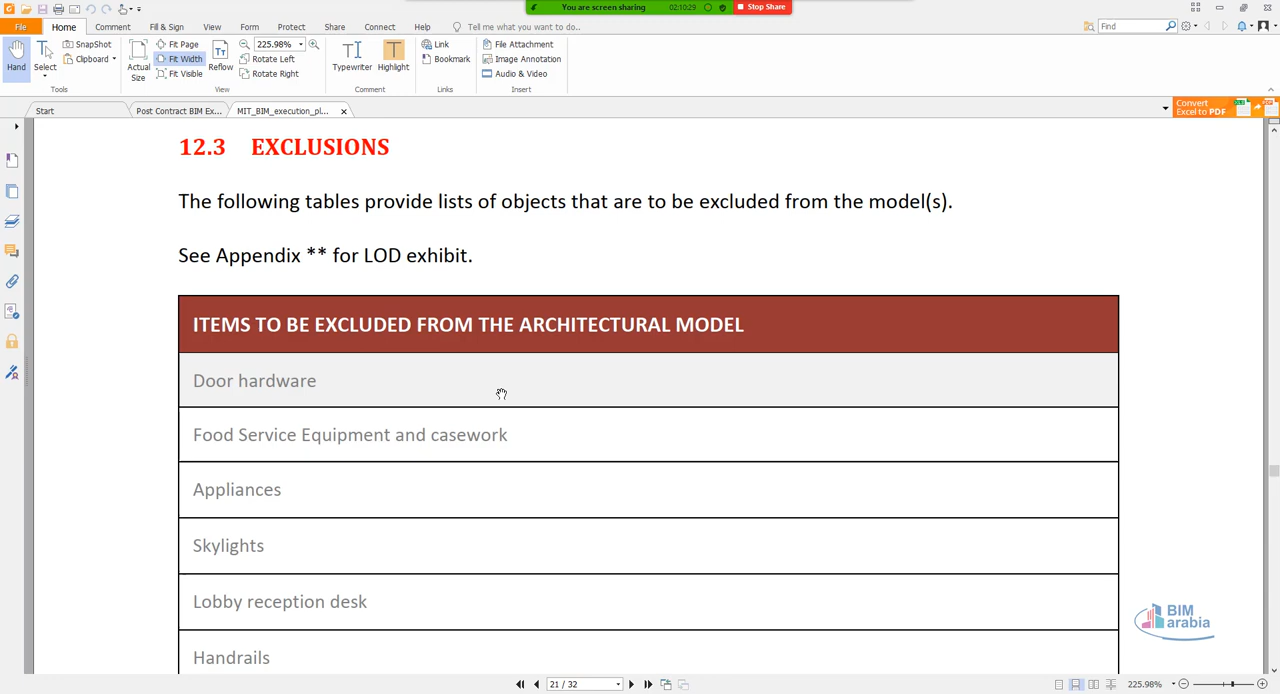 You are screen sharing
02:10:29
Stop Share
File
Home
Comment
Fill & Sign
View
Form
Protect
Share
Connect
Help
Tell me what you want to do..
Find
Hand
Select
SnapShot
Clipboard
Tools
Actual Size
Fit Page
Fit Width
Fit Visible
Reflow
225.98%
Rotate Left
Rotate Right
View
Typewriter
Highlight
Comment
Link
Bookmark
Links
File Attachment
Image Annotation
Audio & Video
Insert
Start
Post Contract BIM Ex...
MIT_BIM_execution_pl...
Convert
Excel to PDF
12.3 EXCLUSIONS
The following tables provide lists of objects that are to be excluded from the model(s).
See Appendix ** for LOD exhibit.
ITEMS TO BE EXCLUDED FROM THE ARCHITECTURAL MODEL
Door hardware
Food Service Equipment and casework
Appliances
Skylights
Lobby reception desk
Handrails
BIM
arabia
21 / 32
225.98%